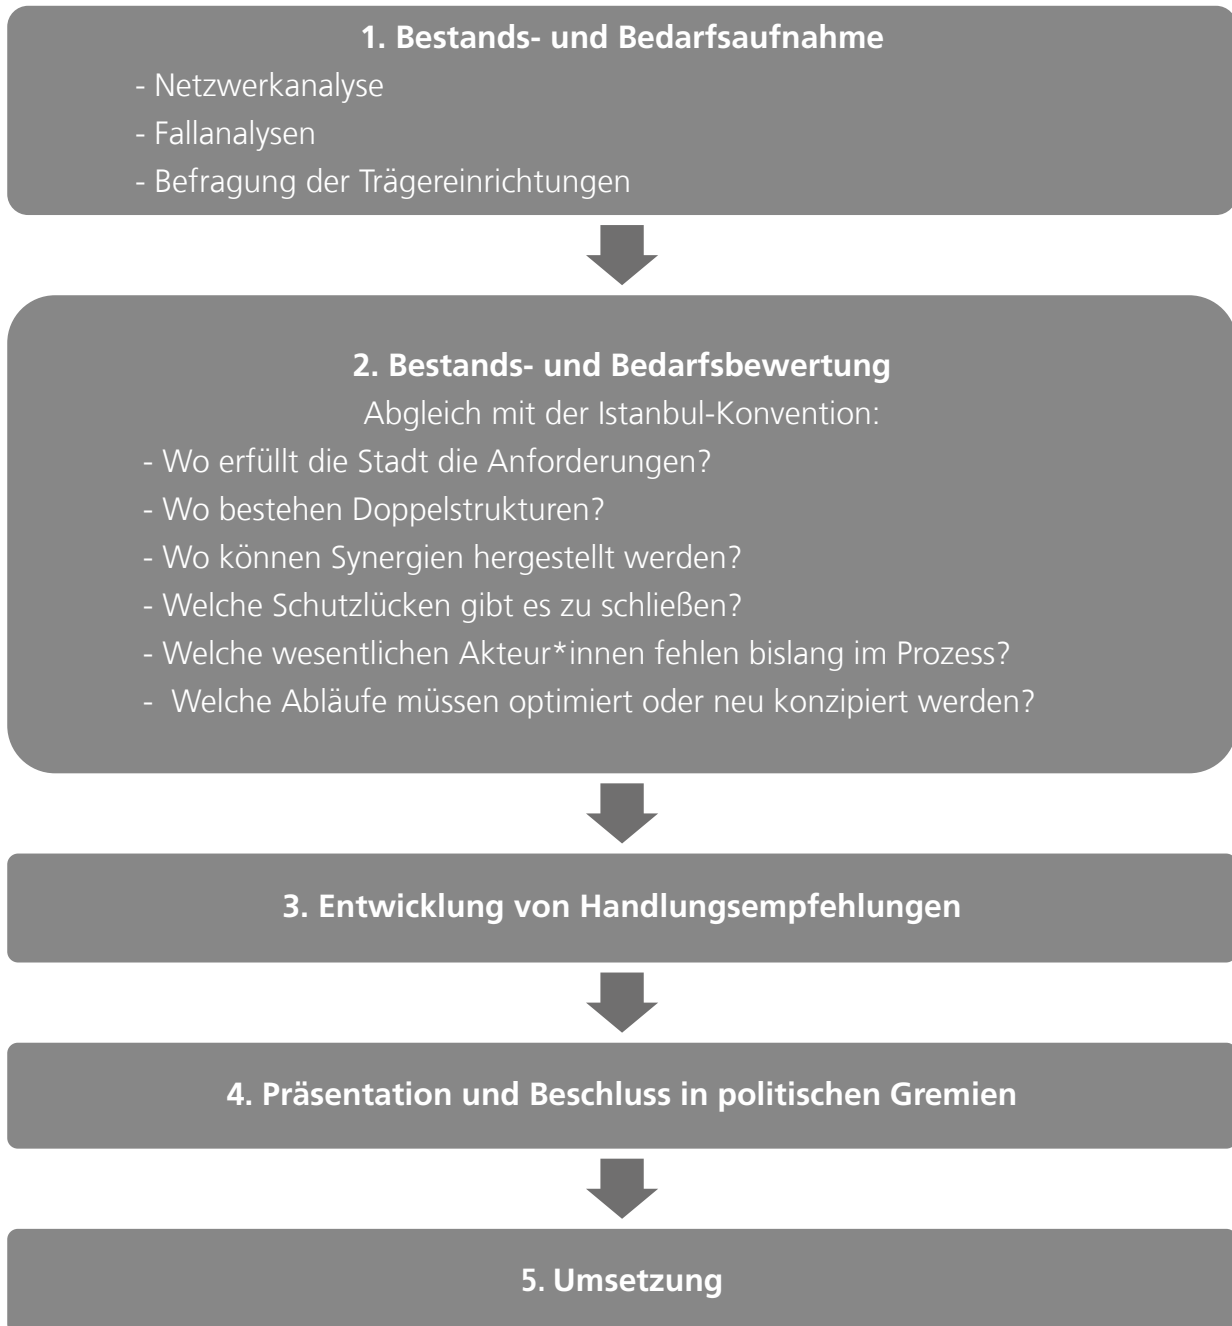 1. Bestands- und Bedarfsaufnahme
- Netzwerkanalyse
- Fallanalysen
- Befragung der Trägereinrichtungen
2. Bestands- und Bedarfsbewertung
Abgleich mit der Istanbul-Konvention:
- Wo erfüllt die Stadt die Anforderungen?
- Wo bestehen Doppelstrukturen?
- Wo können Synergien hergestellt werden?
- Welche Schutzlücken gibt es zu schließen?
- Welche wesentlichen Akteur*innen fehlen bislang im Prozess?
- Welche Abläufe müssen optimiert oder neu konzipiert werden?
3. Entwicklung von Handlungsempfehlungen
4. Präsentation und Beschluss in politischen Gremien
5. Umsetzung